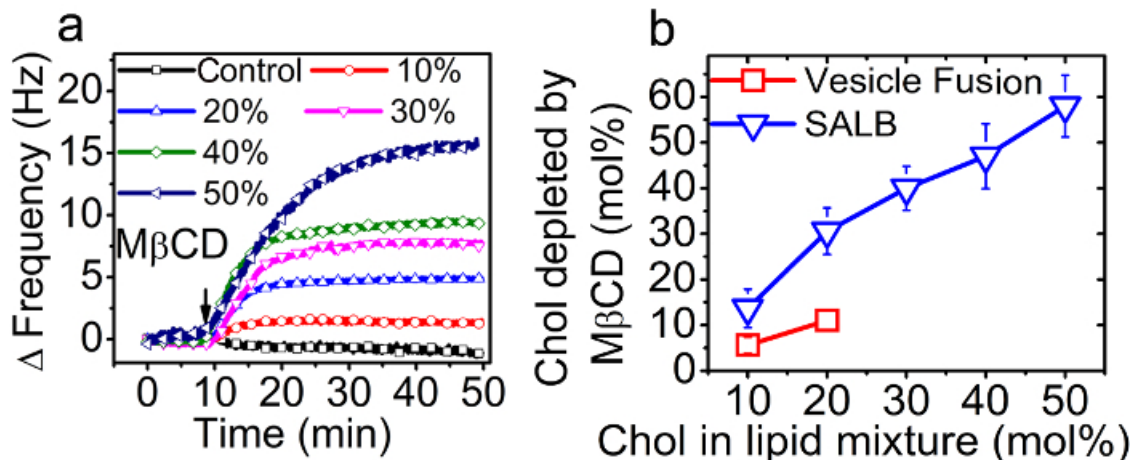 a
Δ Frequency (Hz)
20
15
10
5
0
Control
10%
20%
30%
40%
50%
MβCD
0 10 20 30 40 50
Time (min)
b
Chol depleted by
MβCD (mol%)
60
50
40
30
20
10
0
Vesicle Fusion
SALB
10 20 30 40 50
Chol in lipid mixture (mol%)